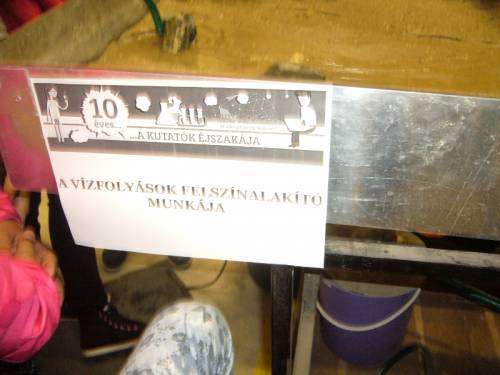 10
éves...
...A KUTATÓK ÉJSZAKÁJA
A VÍZFOLYÁSOK FELSZÍNALAKÍTÓ
MUNKÁJA